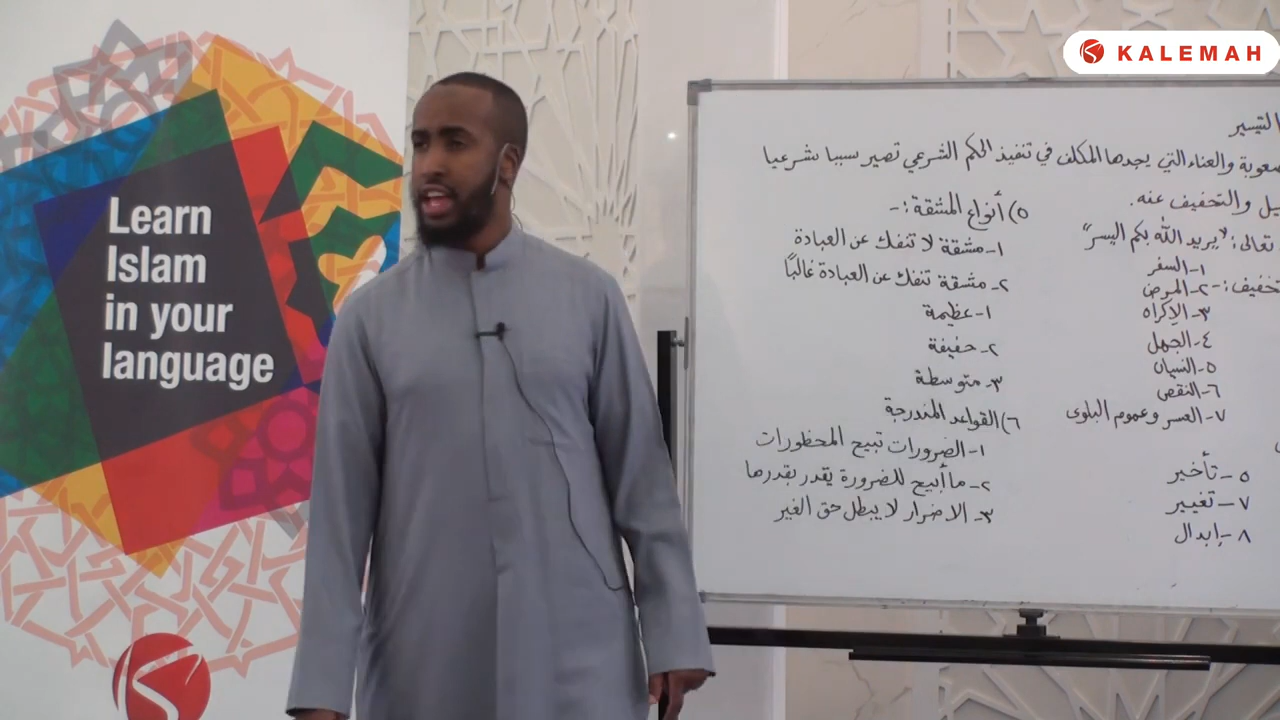 KALEMAH
Learn
Islam
in your
language
التيسير
والعناء التي يجدها المكلف في تنفيذ الحكم الشرعي تصير سببا شرعيا
والتخفيف عنه.
تعالى: "يريد الله بكم اليسر"
١- السفر
٢- المرض
٣- الإكراه
٤- الجهل
٥- النسيان
٦- النقص
٧- العسر وعموم البلوى
٥ - تأخير
٧ - تغيير
٨ - إبدال
٥) أنواع المشقة :-
١- مشقة لا تنفك عن العبادة
٢- مشقة تنفك عن العبادة غالبًا
١- عظيمة
٢- خفيفة
٣- متوسطة
٦) القواعد المندرجة
١- الضرورات تبيح المحظورات
٢- ما أبيح للضرورة يقدر بقدرها
٣- الاضرار لا يبطل حق الغير